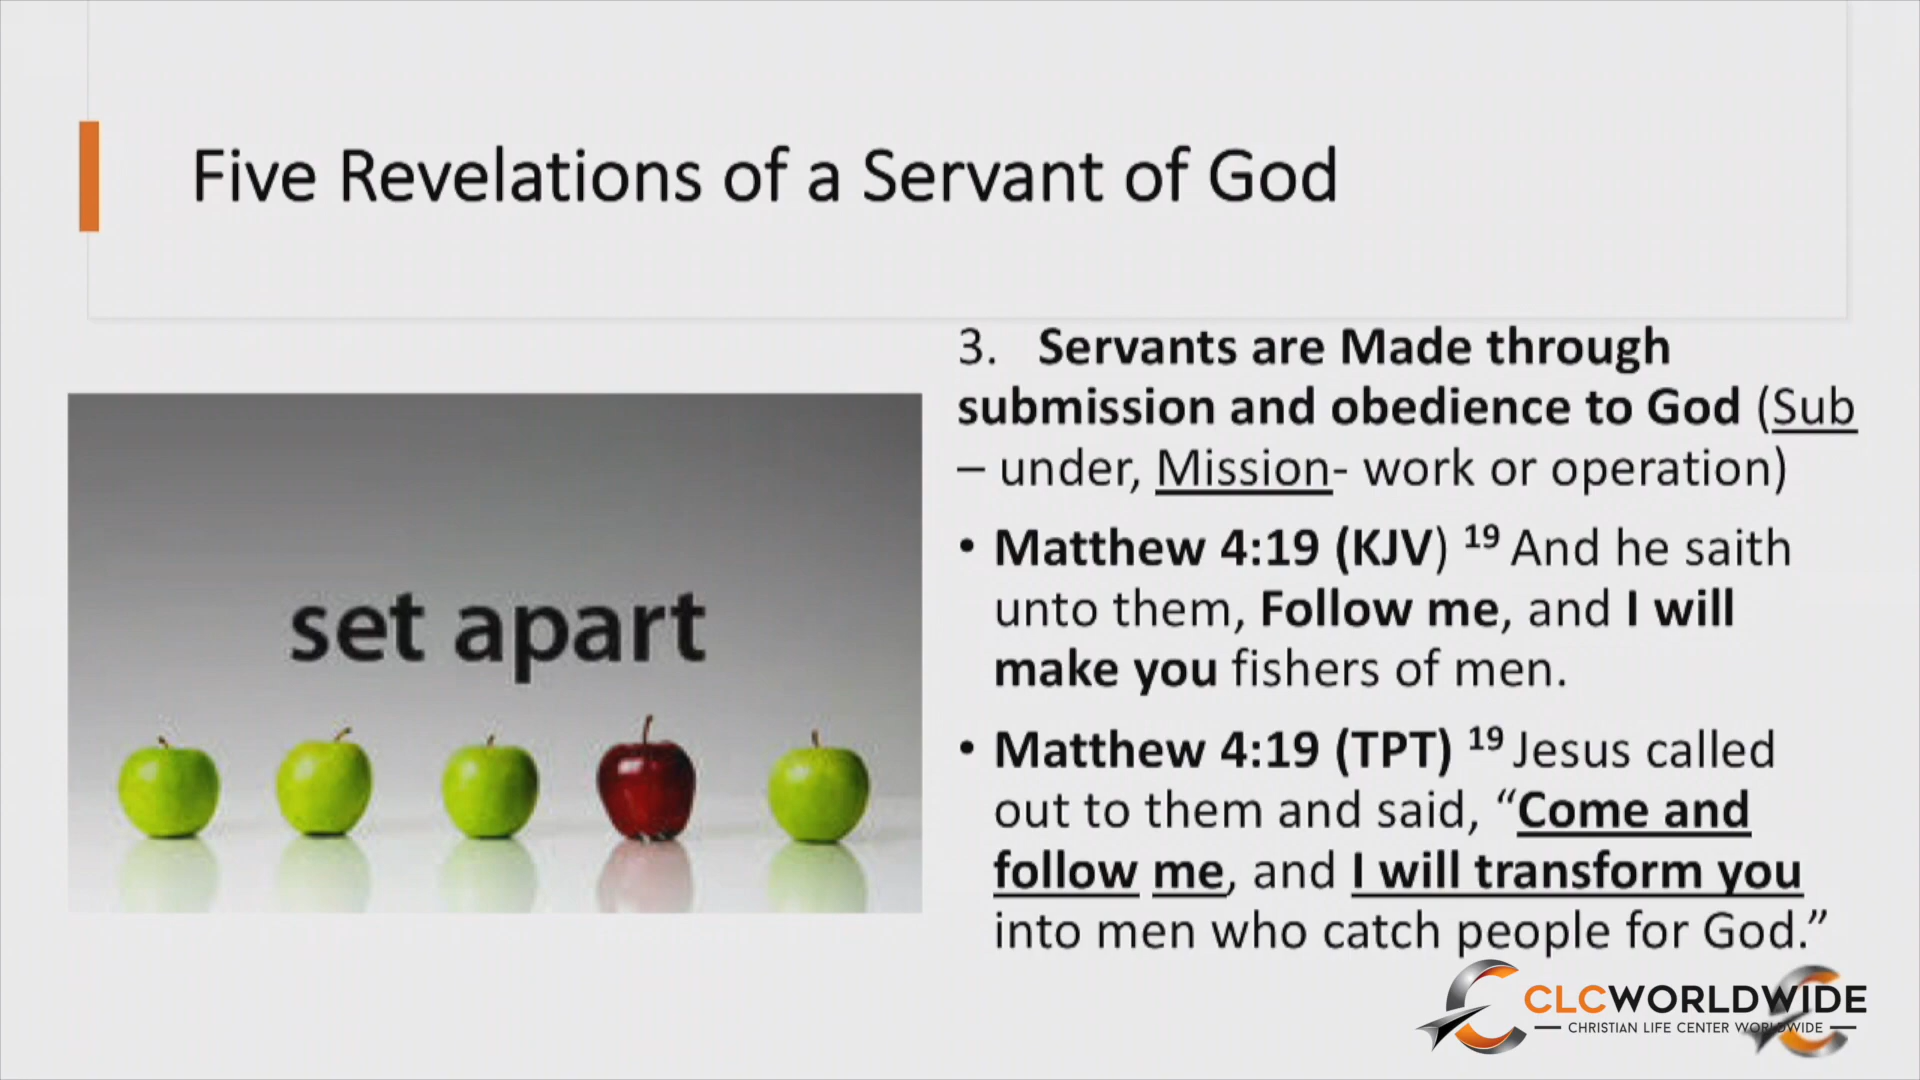 Five Revelations of a Servant of God
set apart
3. Servants are Made through
submission and obedience to God (Sub
– under, Mission- work or operation)
• Matthew 4:19 (KJV) 19 And he saith
unto them, Follow me, and I will
make you fishers of men.
• Matthew 4:19 (TPT) 19 Jesus called
out to them and said, “Come and
follow me, and I will transform you
into men who catch people for God.”
CLCWORLDWIDE
CHRISTIAN LIFE CENTER WORLDWIDE